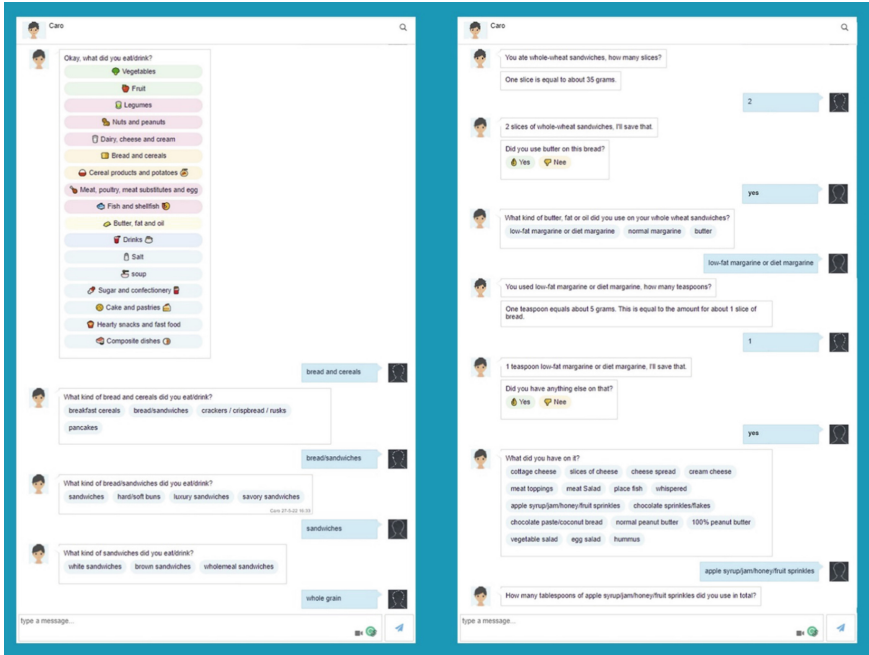 Caro
Okay, what did you eat/drink?
Vegetables
Fruit
Legumes
Nuts and peanuts
Dairy, cheese and cream
Bread and cereals
Cereal products and potatoes
Meat, poultry, meat substitutes and egg
Fish and shellfish
Butter, fat and oil
Drinks
Salt
soup
Sugar and confectionery
Cake and pastries
Hearty snacks and fast food
Composite dishes
bread and cereals
What kind of bread and cereals did you eat/drink?
breakfast cereals bread/sandwiches crackers / crispbread / rusks
pancakes
bread/sandwiches
What kind of bread/sandwiches did you eat/drink?
sandwiches hard/soft buns luxury sandwiches savory sandwiches
sandwiches
What kind of sandwiches did you eat/drink?
white sandwiches brown sandwiches wholemeal sandwiches
whole grain
type a message...
Caro
You ate whole-wheat sandwiches, how many slices?
One slice is equal to about 35 grams.
2
2 slices of whole-wheat sandwiches, I'll save that.
Did you use butter on this bread?
Yes Nee
yes
What kind of butter, fat or oil did you use on your whole wheat sandwiches?
low-fat margarine or diet margarine normal margarine butter
low-fat margarine or diet margarine
You used low-fat margarine or diet margarine, how many teaspoons?
One teaspoon equals about 5 grams. This is equal to the amount for about 1 slice of
bread.
1
1 teaspoon low-fat margarine or diet margarine, I'll save that.
Did you have anything else on that?
Yes Nee
yes
What did you have on it?
cottage cheese slices of cheese cheese spread cream cheese
meat toppings meat Salad place fish whispered
apple syrup/jam/honey/fruit sprinkles chocolate sprinkles/flakes
chocolate paste/coconut bread normal peanut butter 100% peanut butter
vegetable salad egg salad hummus
apple syrup/jam/honey/fruit sprinkles
How many tablespoons of apple syrup/jam/honey/fruit sprinkles did you use in total?
type a message...